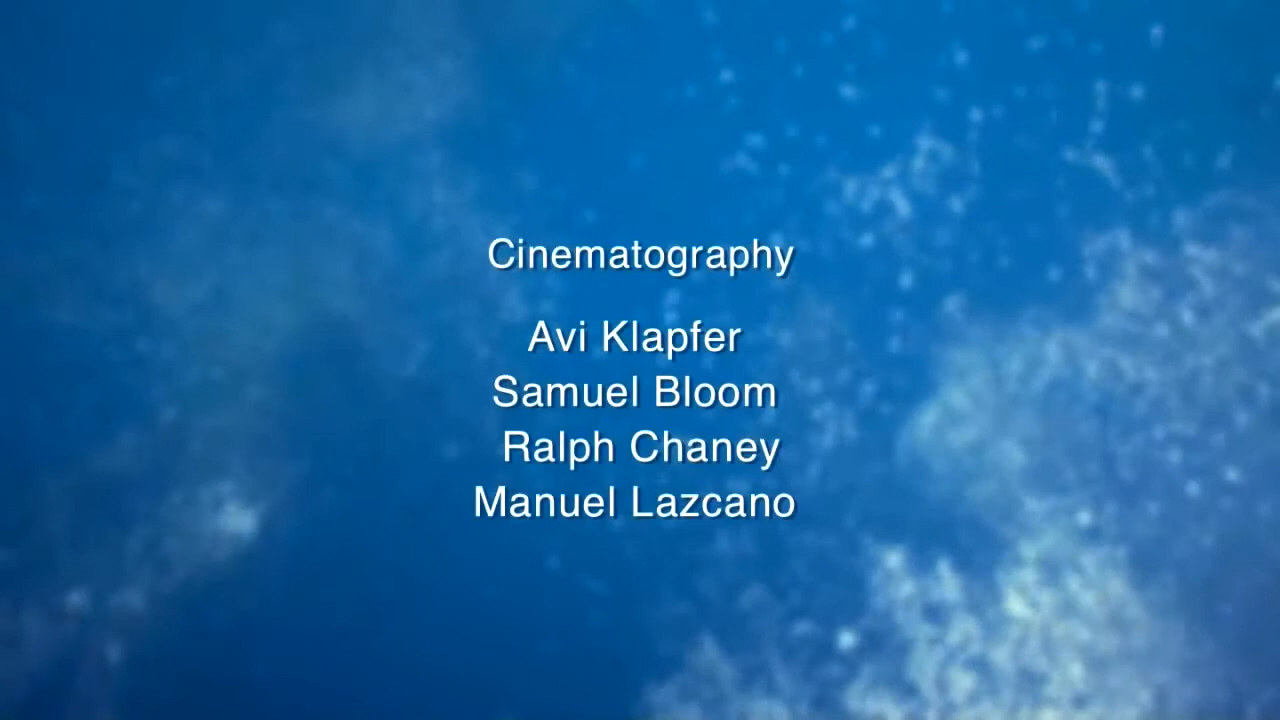 Cinematography
Avi Klapfer
Samuel Bloom
Ralph Chaney
Manuel Lazcano